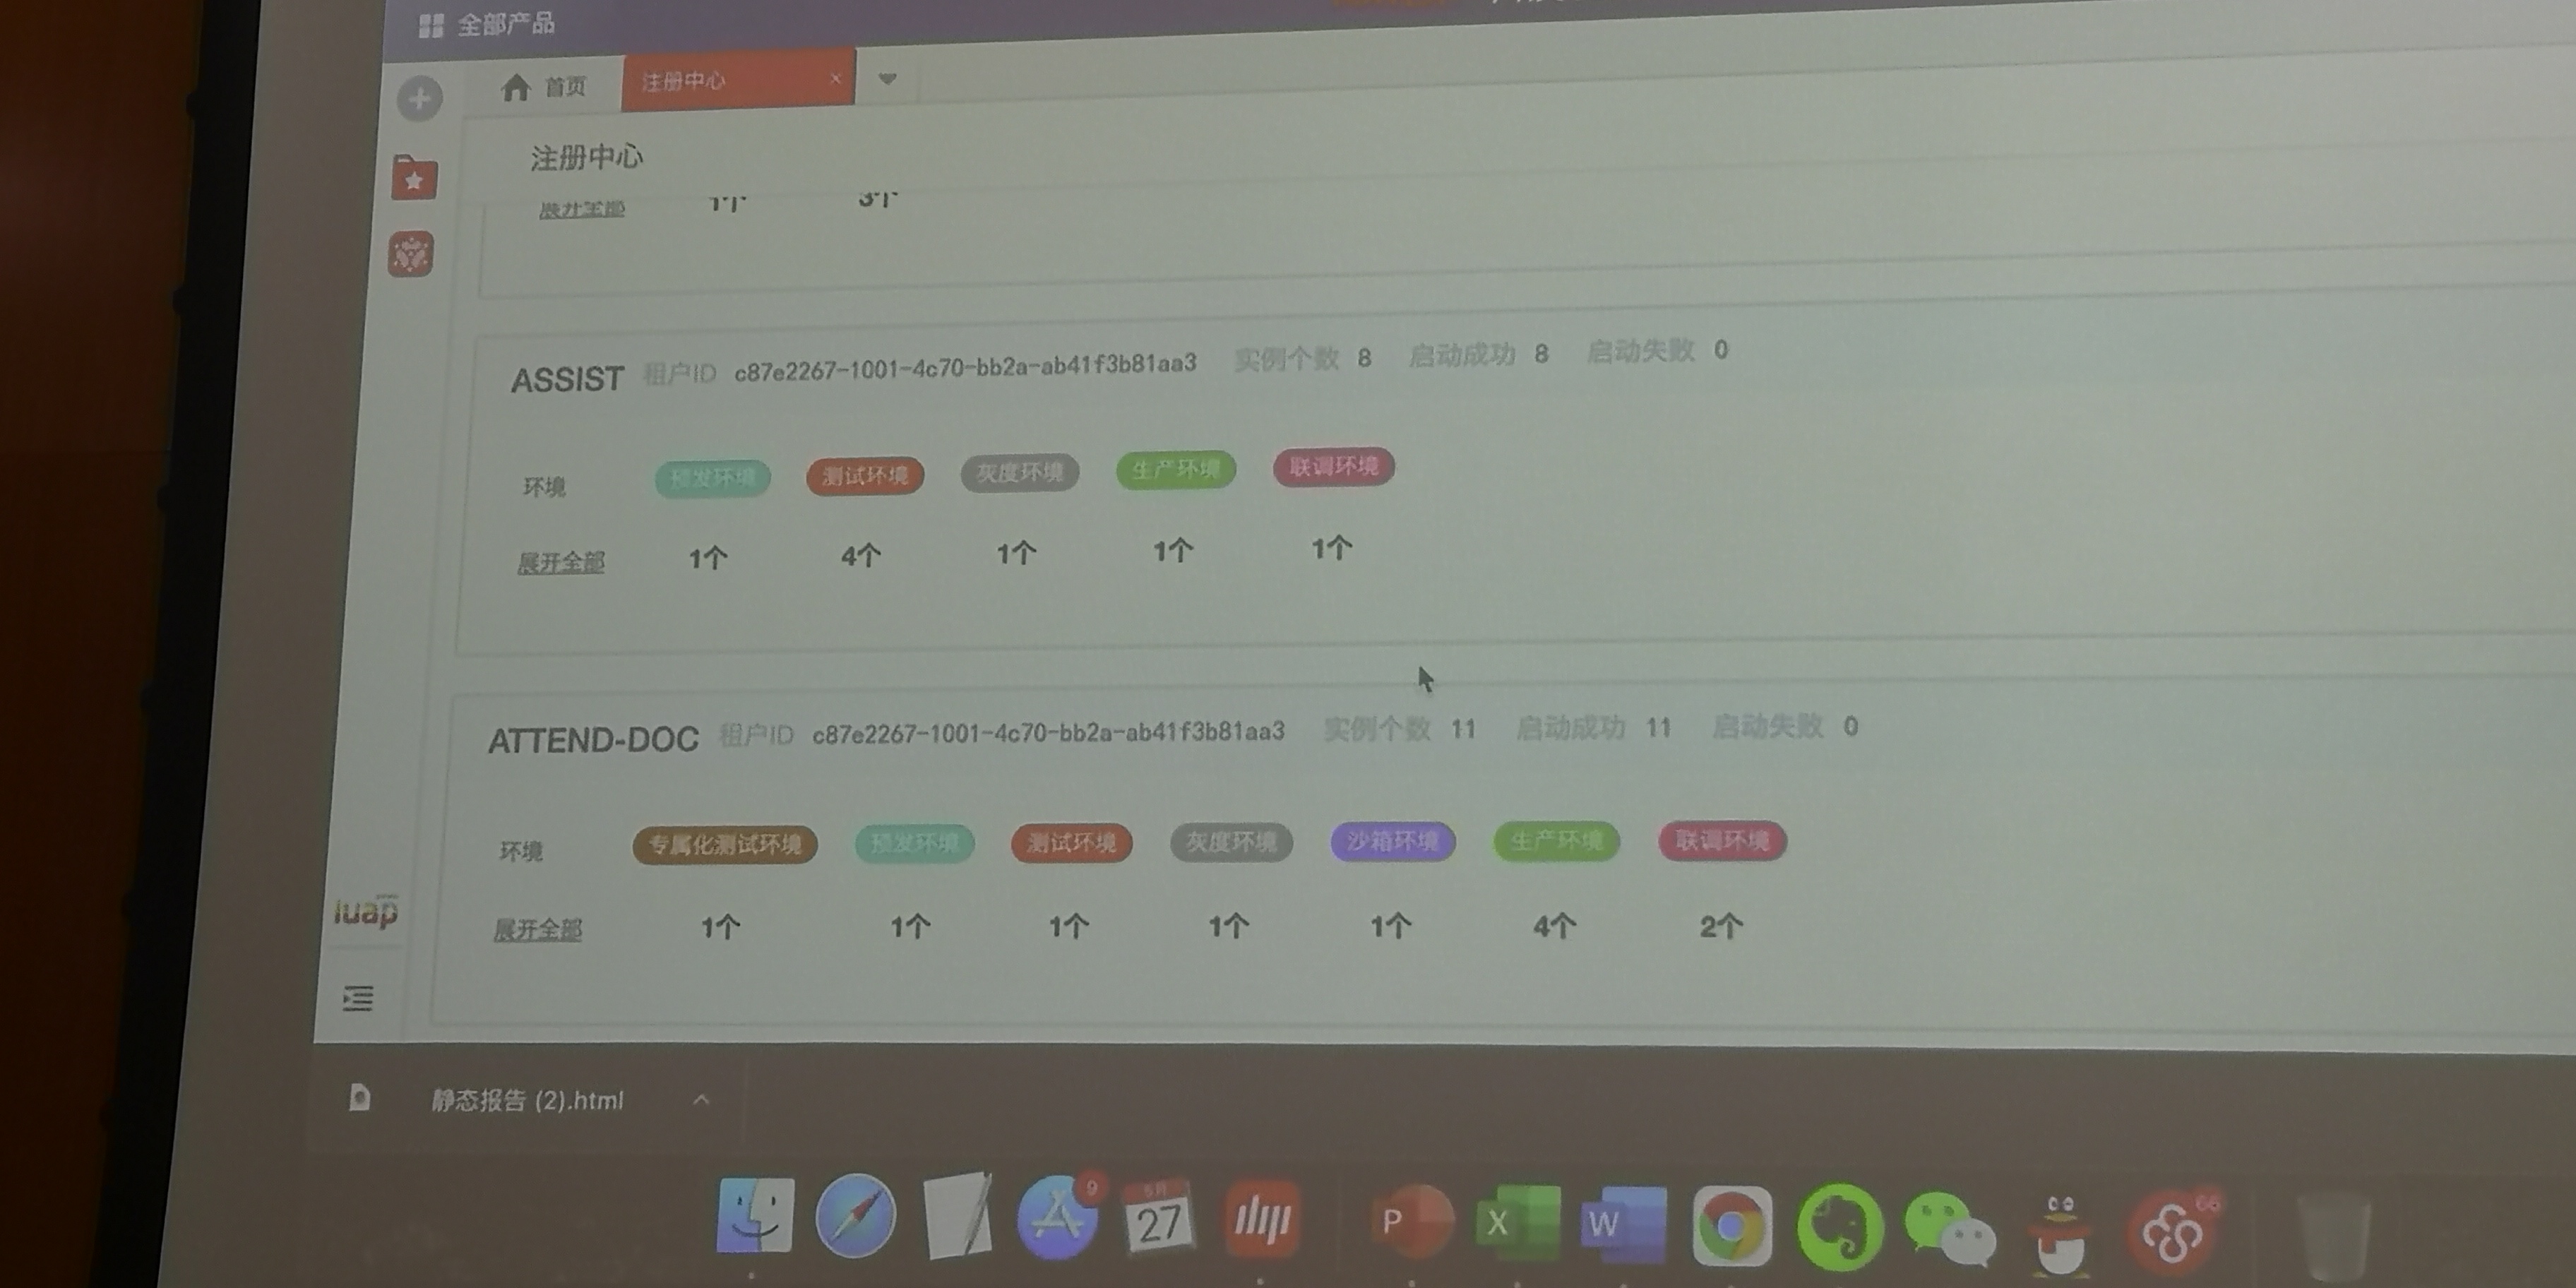 全部产品
首页 注册中心 ×
注册中心
展开全部 1个 3个
ASSIST 租户ID c87e2267-1001-4c70-bb2a-ab41f3b81aa3 实例个数 8 启动成功 8 启动失败 0
环境 预发环境 测试环境 灰度环境 生产环境 联调环境
展开全部 1个 4个 1个 1个 1个
ATTEND-DOC 租户ID c87e2267-1001-4c70-bb2a-ab41f3b81aa3 实例个数 11 启动成功 11 启动失败 0
环境 专属化测试环境 预发环境 测试环境 灰度环境 沙箱环境 生产环境 联调环境
展开全部 1个 1个 1个 1个 1个 4个 2个
iuap
静态报告 (2).html
9 5月 66
27 P X W